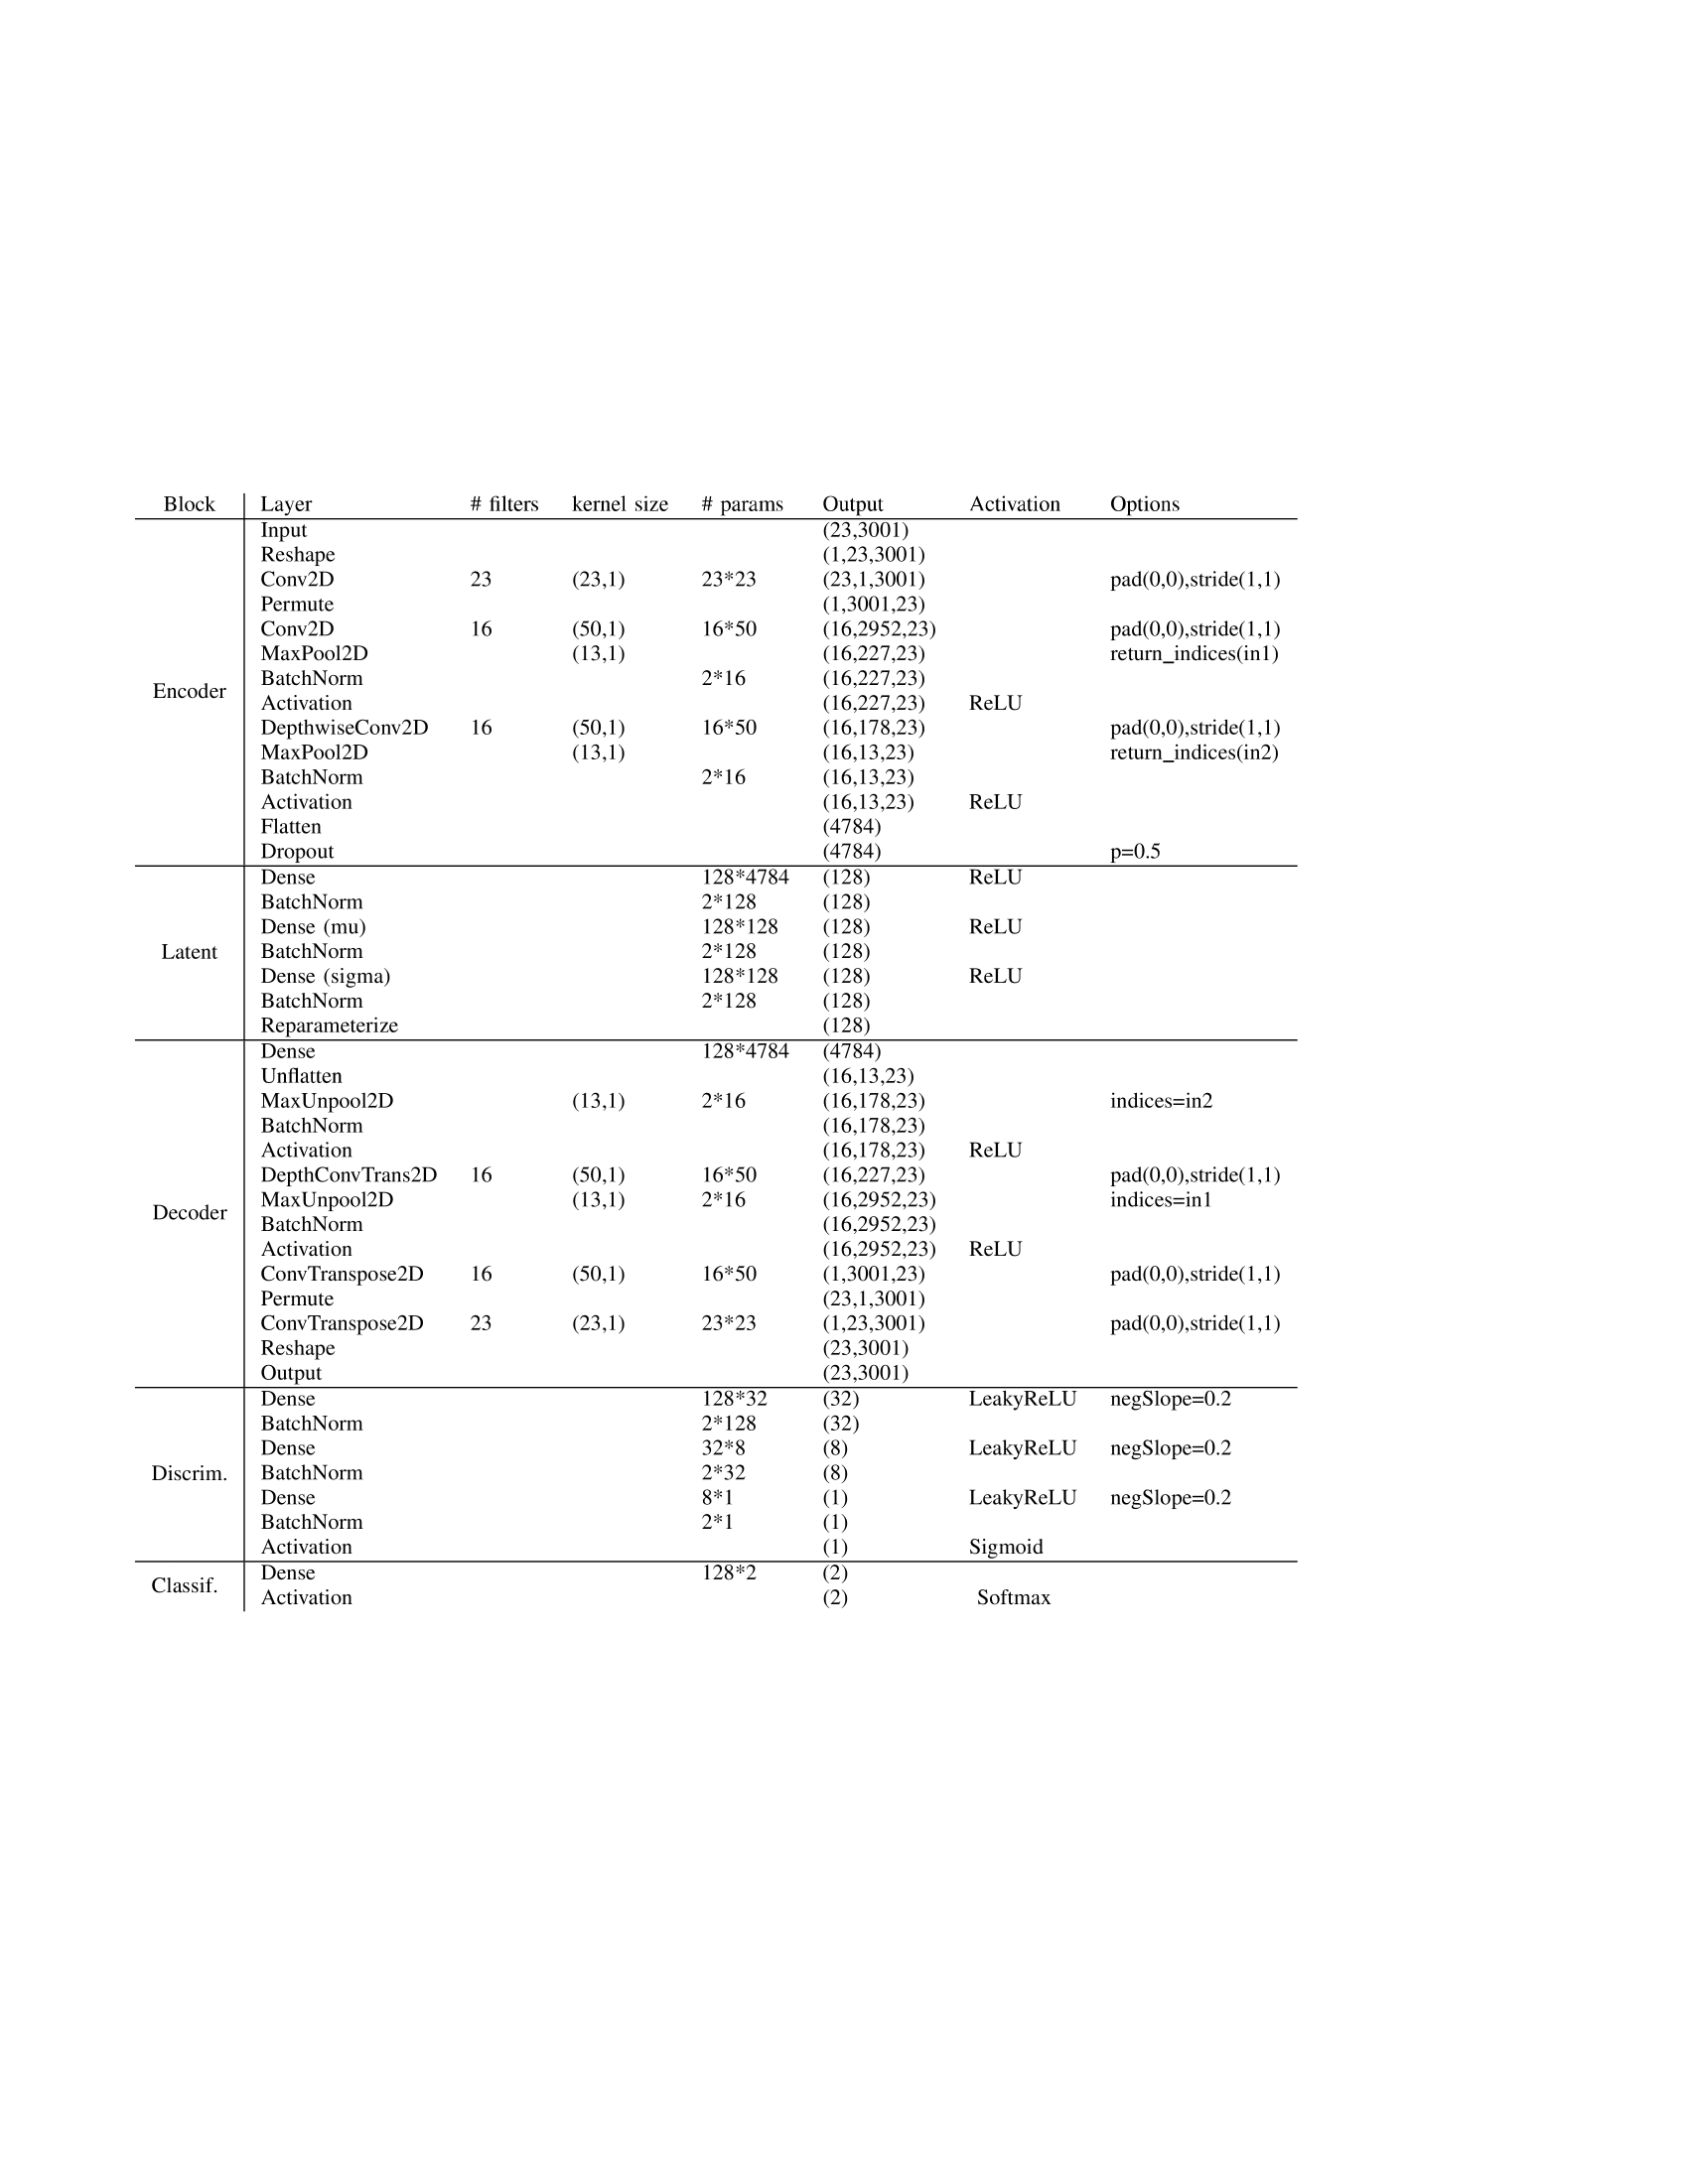 Block Layer # filters kernel size # params Output Activation Options
Input (23,3001)
Reshape (1,23,3001)
Conv2D 23 (23,1) 23*23 (23,1,3001) pad(0,0),stride(1,1)
Permute (1,3001,23)
Conv2D 16 (50,1) 16*50 (16,2952,23) pad(0,0),stride(1,1)
MaxPool2D (13,1) (16,227,23) return_indices(in1)
BatchNorm 2*16 (16,227,23)
Encoder
Activation (16,227,23) ReLU
DepthwiseConv2D 16 (50,1) 16*50 (16,178,23) pad(0,0),stride(1,1)
MaxPool2D (13,1) (16,13,23) return_indices(in2)
BatchNorm 2*16 (16,13,23)
Activation (16,13,23) ReLU
Flatten (4784)
Dropout (4784) p=0.5
Dense 128*4784 (128) ReLU
BatchNorm 2*128 (128)
Dense (mu) 128*128 (128) ReLU
Latent BatchNorm 2*128 (128)
Dense (sigma) 128*128 (128) ReLU
BatchNorm 2*128 (128)
Reparameterize (128)
Dense 128*4784 (4784)
Unflatten (16,13,23)
MaxUnpool2D (13,1) 2*16 (16,178,23) indices=in2
BatchNorm (16,178,23)
Activation (16,178,23) ReLU
DepthConvTrans2D 16 (50,1) 16*50 (16,227,23) pad(0,0),stride(1,1)
MaxUnpool2D (13,1) 2*16 (16,2952,23) indices=in1
Decoder
BatchNorm (16,2952,23)
Activation (16,2952,23) ReLU
ConvTranspose2D 16 (50,1) 16*50 (1,3001,23) pad(0,0),stride(1,1)
Permute (23,1,3001)
ConvTranspose2D 23 (23,1) 23*23 (1,23,3001) pad(0,0),stride(1,1)
Reshape (23,3001)
Output (23,3001)
Dense 128*32 (32) LeakyReLU negSlope=0.2
BatchNorm 2*128 (32)
Dense 32*8 (8) LeakyReLU negSlope=0.2
Discrim. BatchNorm 2*32 (8)
Dense 8*1 (1) LeakyReLU negSlope=0.2
BatchNorm 2*1 (1)
Activation (1) Sigmoid
Dense 128*2 (2)
Classif.
Activation (2) Softmax